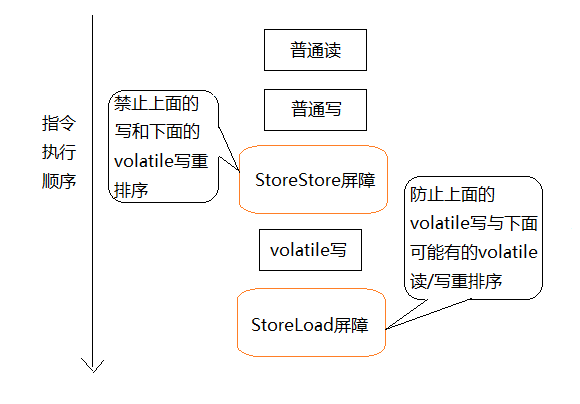 普通读
禁止上面的
写和下面的
volatile写重
排序
普通写
指令
执行
顺序
StoreStore屏障
防止上面的
volatile写与下面
可能有的volatile
读/写重排序
volatile写
StoreLoad屏障